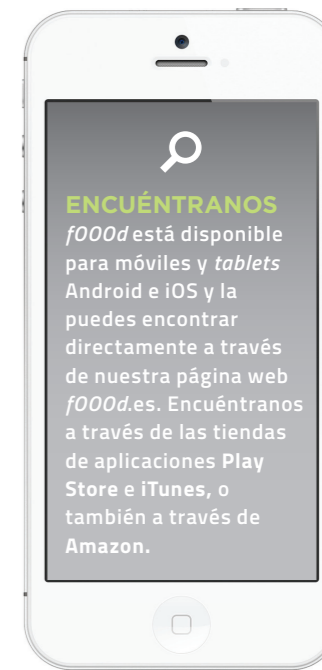 ENCUÉNTRANOS
f000d está disponible
para móviles y tablets
Android e iOS y la
puedes encontrar
directamente a través
de nuestra página web
f000d.es. Encuéntranos
a través de las tiendas
de aplicaciones Play
Store e iTunes, o
también a través de
Amazon.